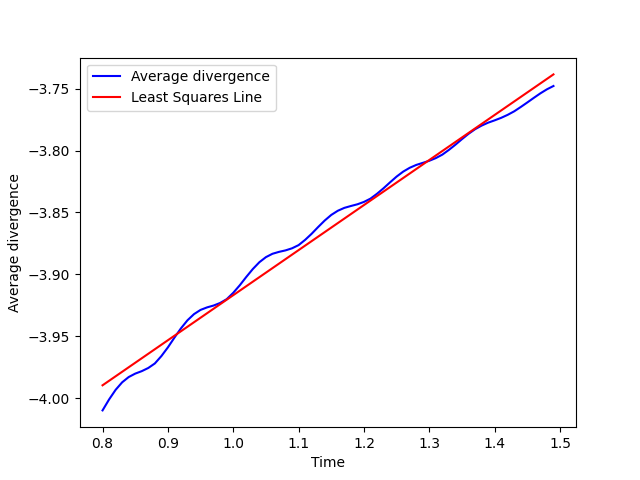 Average divergence
Least Squares Line
−3.75
−3.80
−3.85
−3.90
−3.95
−4.00
Average divergence
0.8 0.9 1.0 1.1 1.2 1.3 1.4 1.5
Time